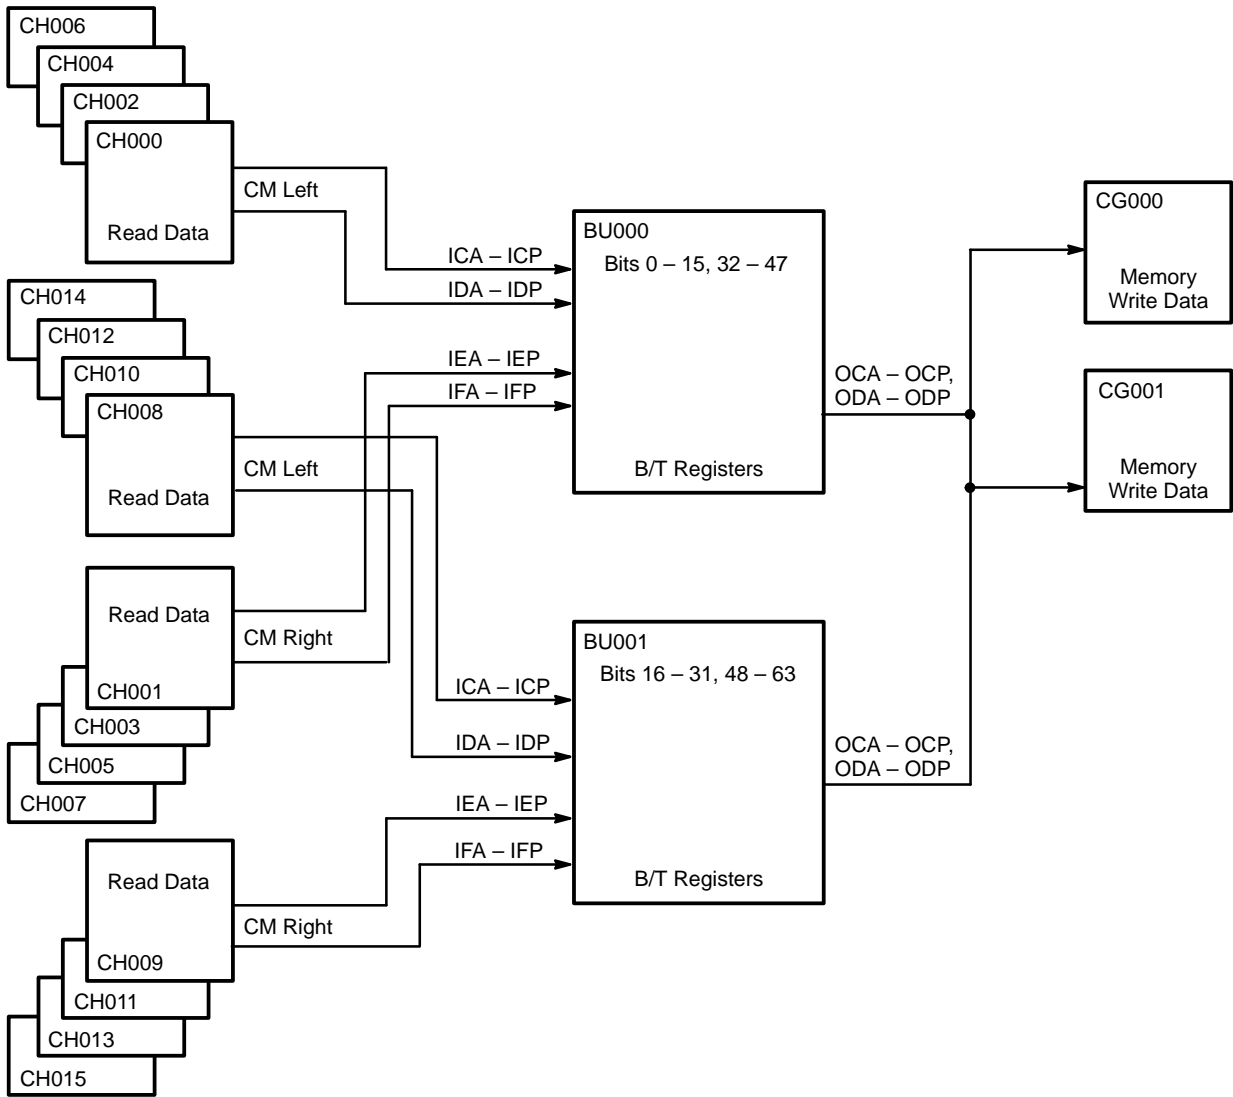 CH006
CH004
CH002
CH000
CM Left
Read Data
CH014
CH012
CH010
CH008
CM Left
Read Data
Read Data
CM Right
CH001
CH003
CH005
CH007
Read Data
CM Right
CH009
CH011
CH013
CH015
ICA – ICP
IDA – IDP
IEA – IEP
IFA – IFP
BU000
Bits 0 – 15, 32 – 47
B/T Registers
ICA – ICP
IDA – IDP
IEA – IEP
IFA – IFP
BU001
Bits 16 – 31, 48 – 63
B/T Registers
OCA – OCP,
ODA – ODP
OCA – OCP,
ODA – ODP
CG000
Memory
Write Data
CG001
Memory
Write Data